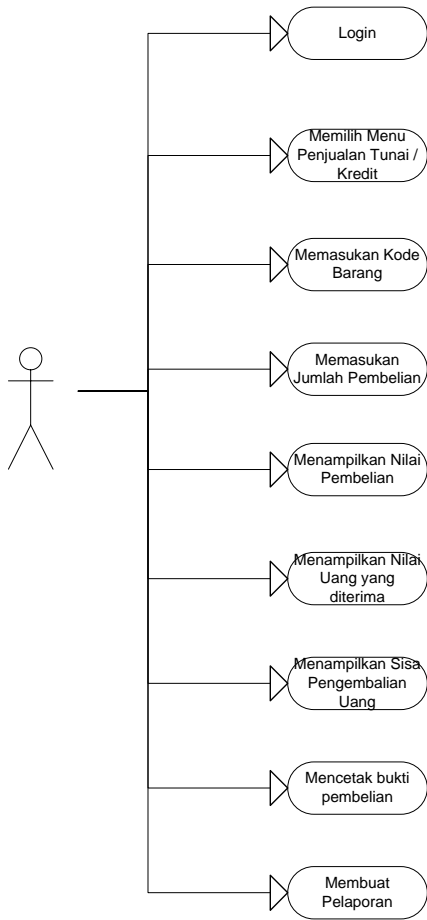 Login
Memilih Menu
Penjualan Tunai /
Kredit
Memasukan Kode
Barang
Memasukan
Jumlah Pembelian
Menampilkan Nilai
Pembelian
Menampilkan Nilai
Uang yang
diterima
Menampilkan Sisa
Pengembalian
Uang
Mencetak bukti
pembelian
Membuat
Pelaporan